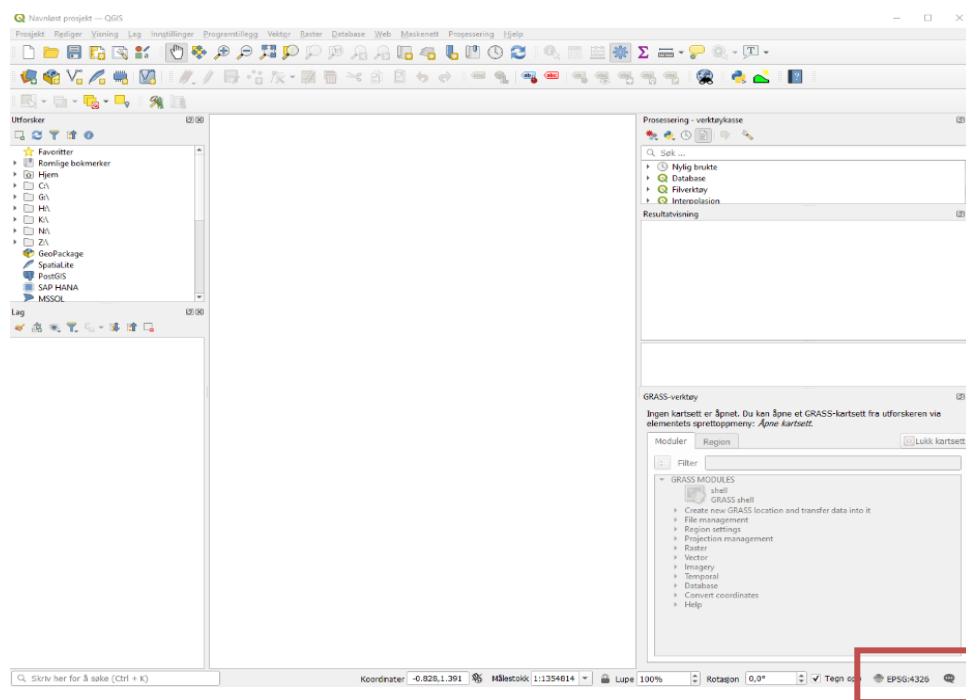 Navnløst prosjekt — QGIS
Prosjekt Rediger Visning Lag Innstillinger Programtillegg Vektor Raster Database Web Maskenett Prosessering Hjelp
Utforsker
Favoritter
Romlige bokmerker
Hjem
C:\
G:\
H:\
K:\
N:\
Z:\
GeoPackage
SpatiaLite
PostGIS
SAP HANA
MSSQL
Lag
Prosessering - verktøykasse
Søk ...
Nylig brukte
Database
Filverktøy
Interpolasjon
Resultatvisning
GRASS-verktøy
Ingen kartsett er åpnet. Du kan åpne et GRASS-kartsett fra utforskeren via
elementets sprettoppmeny: Åpne kartsett.
Moduler Region Lukk kartsett
Filter
GRASS MODULES
shell
GRASS shell
Create new GRASS location and transfer data into it
File management
Region settings
Projection management
Raster
Vector
Imagery
Temporal
Database
Convert coordinates
Help
Skriv her for å søke (Ctrl + K) Koordinater -0.828,1.391 Målestokk 1:1354814 Lupe 100% Rotasjon 0,0° Tegn EPSG:4326